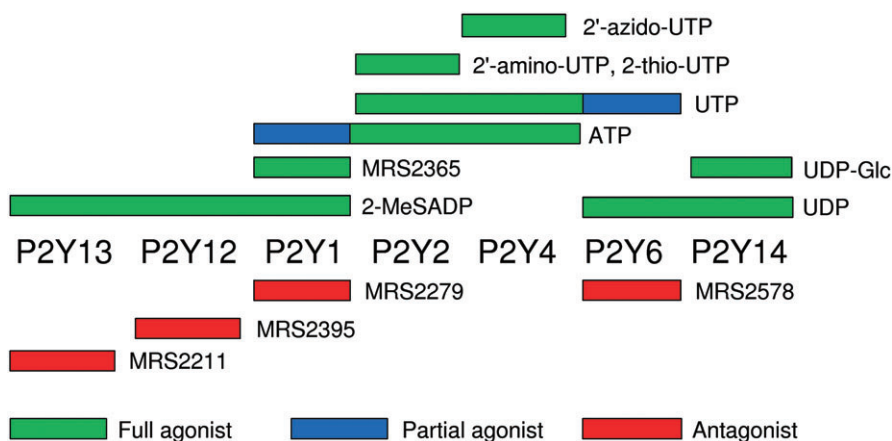 2'-azido-UTP
2'-amino-UTP, 2-thio-UTP
UTP
ATP
MRS2365 UDP-Glc
2-MeSADP UDP
P2Y13 P2Y12 P2Y1 P2Y2 P2Y4 P2Y6 P2Y14
MRS2279 MRS2578
MRS2395
MRS2211
Full agonist Partial agonist Antagonist